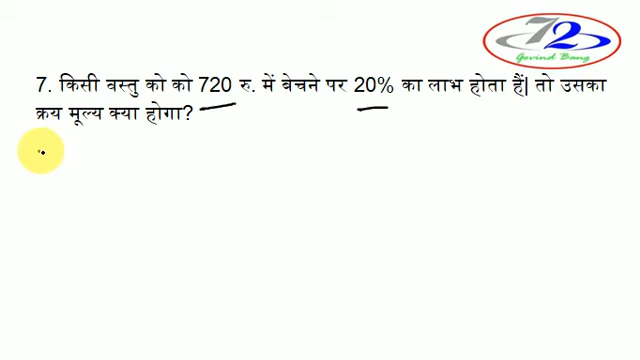 72
Govind Bang
7. किसी वस्तु को को 720 रु. में बेचने पर 20% का लाभ होता हैं| तो उसका
क्रय मूल्य क्या होगा?